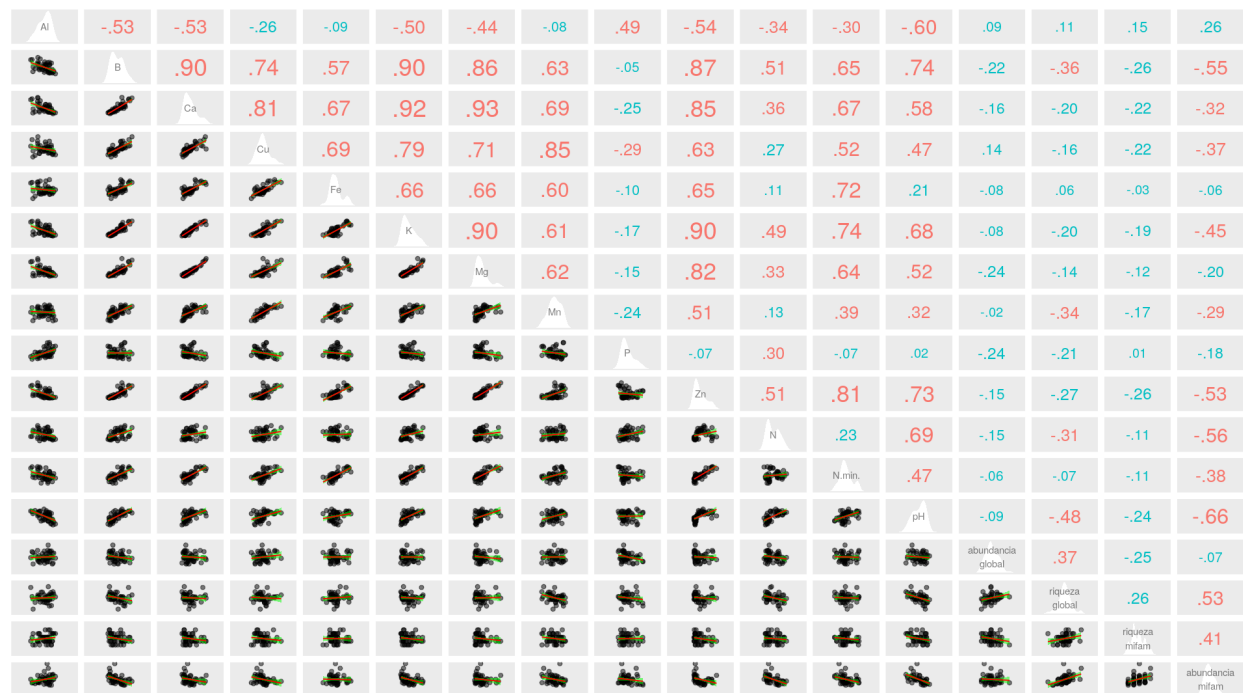 Al -.53 -.53 -.26 -.09 -.50 -.44 -.08 .49 -.54 -.34 -.30 -.60 .09 .11 .15 .26
B .90 .74 .57 .90 .86 .63 -.05 .87 .51 .65 .74 -.22 -.36 -.26 -.55
Ca .81 .67 .92 .93 .69 -.25 .85 .36 .67 .58 -.16 -.20 -.22 -.32
Cu .69 .79 .71 .85 -.29 .63 .27 .52 .47 .14 -.16 -.22 -.37
Fe .66 .66 .60 -.10 .65 .11 .72 .21 -.08 .06 -.03 -.06
K .90 .61 -.17 .90 .49 .74 .68 -.08 -.20 -.19 -.45
Mg .62 -.15 .82 .33 .64 .52 -.24 -.14 -.12 -.20
Mn -.24 .51 .13 .39 .32 -.02 -.34 -.17 -.29
P -.07 .30 -.07 .02 -.24 -.21 .01 -.18
Zn .51 .81 .73 -.15 -.27 -.26 -.53
N .23 .69 -.15 -.31 -.11 -.56
N.min. .47 -.06 -.07 -.11 -.38
pH -.09 -.48 -.24 -.66
abundancia
global .37 -.25 -.07
riqueza
global .26 .53
riqueza
mifam .41
abundancia
mifam